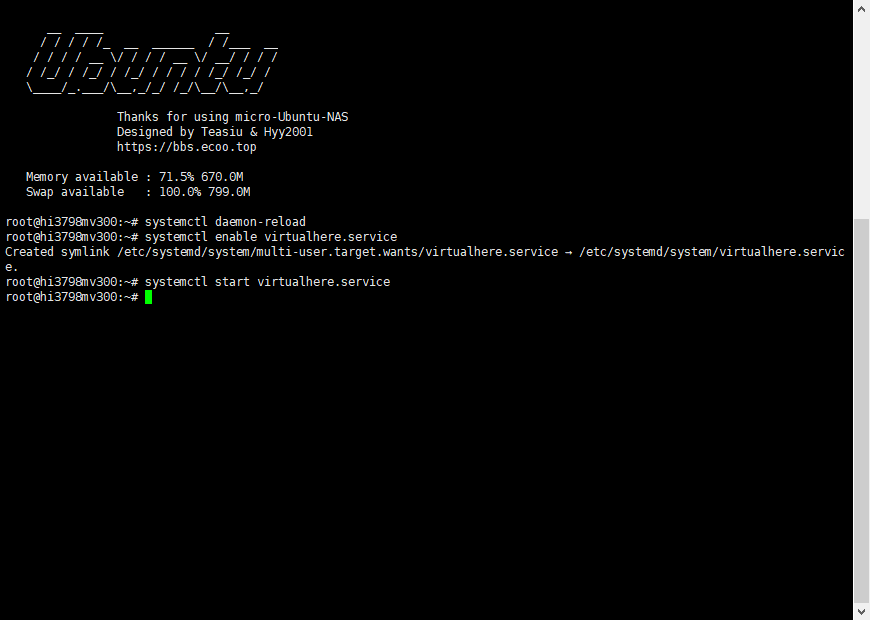 Ubuntu
Thanks for using micro-Ubuntu-NAS
Designed by Teasiu & Hyy2001
https://bbs.ecoo.top
Memory available : 71.5% 670.0M
Swap available : 100.0% 799.0M
root@hi3798mv300:~# systemctl daemon-reload
root@hi3798mv300:~# systemctl enable virtualhere.service
Created symlink /etc/systemd/system/multi-user.target.wants/virtualhere.service → /etc/systemd/system/virtualhere.servic
e.
root@hi3798mv300:~# systemctl start virtualhere.service
root@hi3798mv300:~#